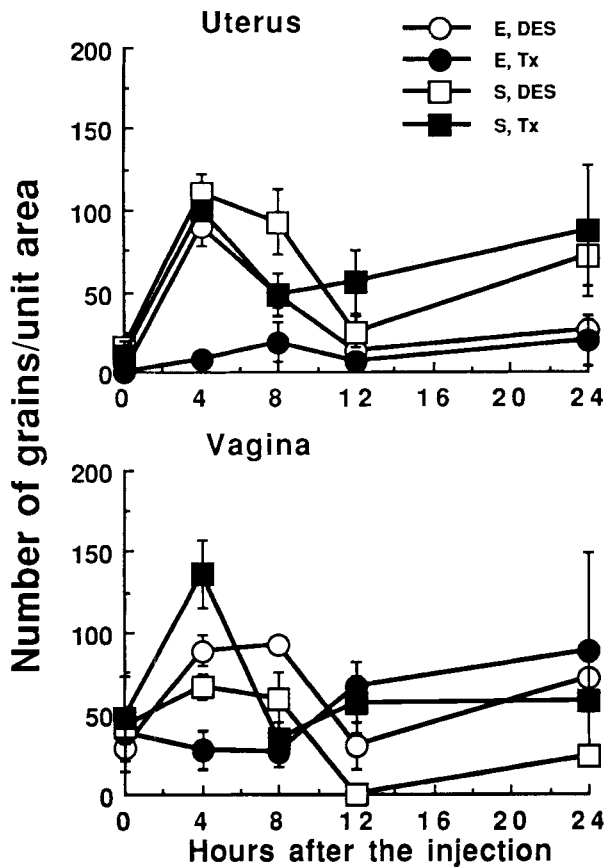 Uterus
E, DES
E, Tx
S, DES
S, Tx
200
150
100
50
0
0 4 8 12 16 20 24
Number of grains/unit area
Vagina
200
150
100
50
0
0 4 8 12 16 20 24
Hours after the injection